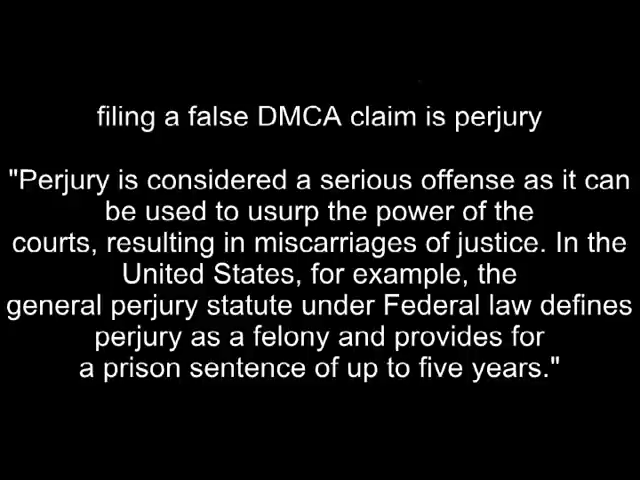 filing a false DMCA claim is perjury
"Perjury is considered a serious offense as it can
be used to usurp the power of the
courts, resulting in miscarriages of justice. In the
United States, for example, the
general perjury statute under Federal law defines
perjury as a felony and provides for
a prison sentence of up to five years."